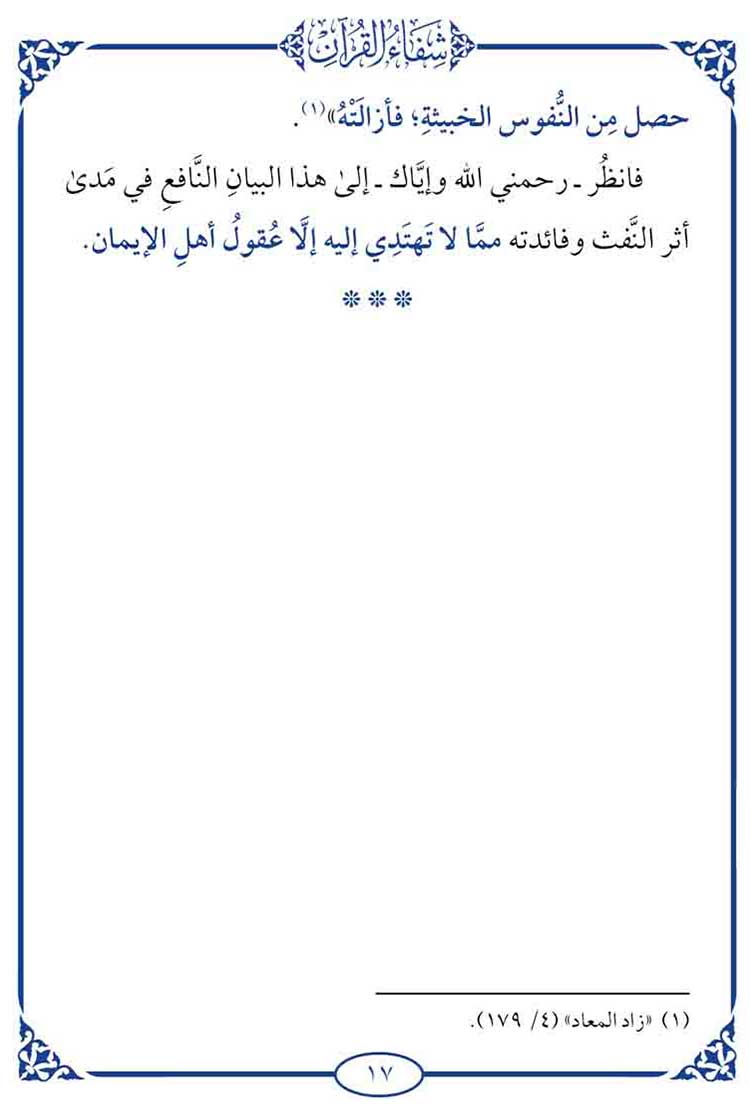 شِفَاءُ القُرْآنِ
حصل مِن النُّفوس الخبيثةِ؛ فأزالَتْهُ»(١).
فانظُر ـ رحمني الله وإيَّاك ـ إلىٰ هذا البيانِ النَّافعِ في مَدىٰ
أثر النَّفث وفائدته ممَّا لا تَهتَدِي إليه إلَّا عُقولُ أهلِ الإيمان.
* * *
(١) «زاد المعاد» (٤/ ١٧٩).
١٧